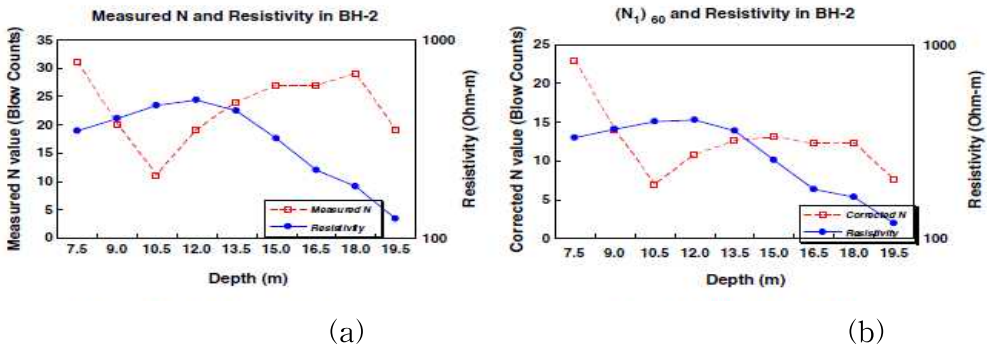 Measured N and Resistivity in BH-2
Measured N value (Blow Counts)
35
30
25
20
15
10
5
0
1000
100
Resistivity (Ohm-m)
Measured N
Resistivity
7.5 9.0 10.5 12.0 13.5 15.0 16.5 18.0 19.5
Depth (m)
(a)
(N1) 60 and Resistivity in BH-2
Corrected N value (Blow Counts)
25
20
15
10
5
0
1000
100
Resistivity (Ohm-m)
Corrected N
Resistivity
7.5 9.0 10.5 12.0 13.5 15.0 16.5 18.0 19.5
Depth (m)
(b)